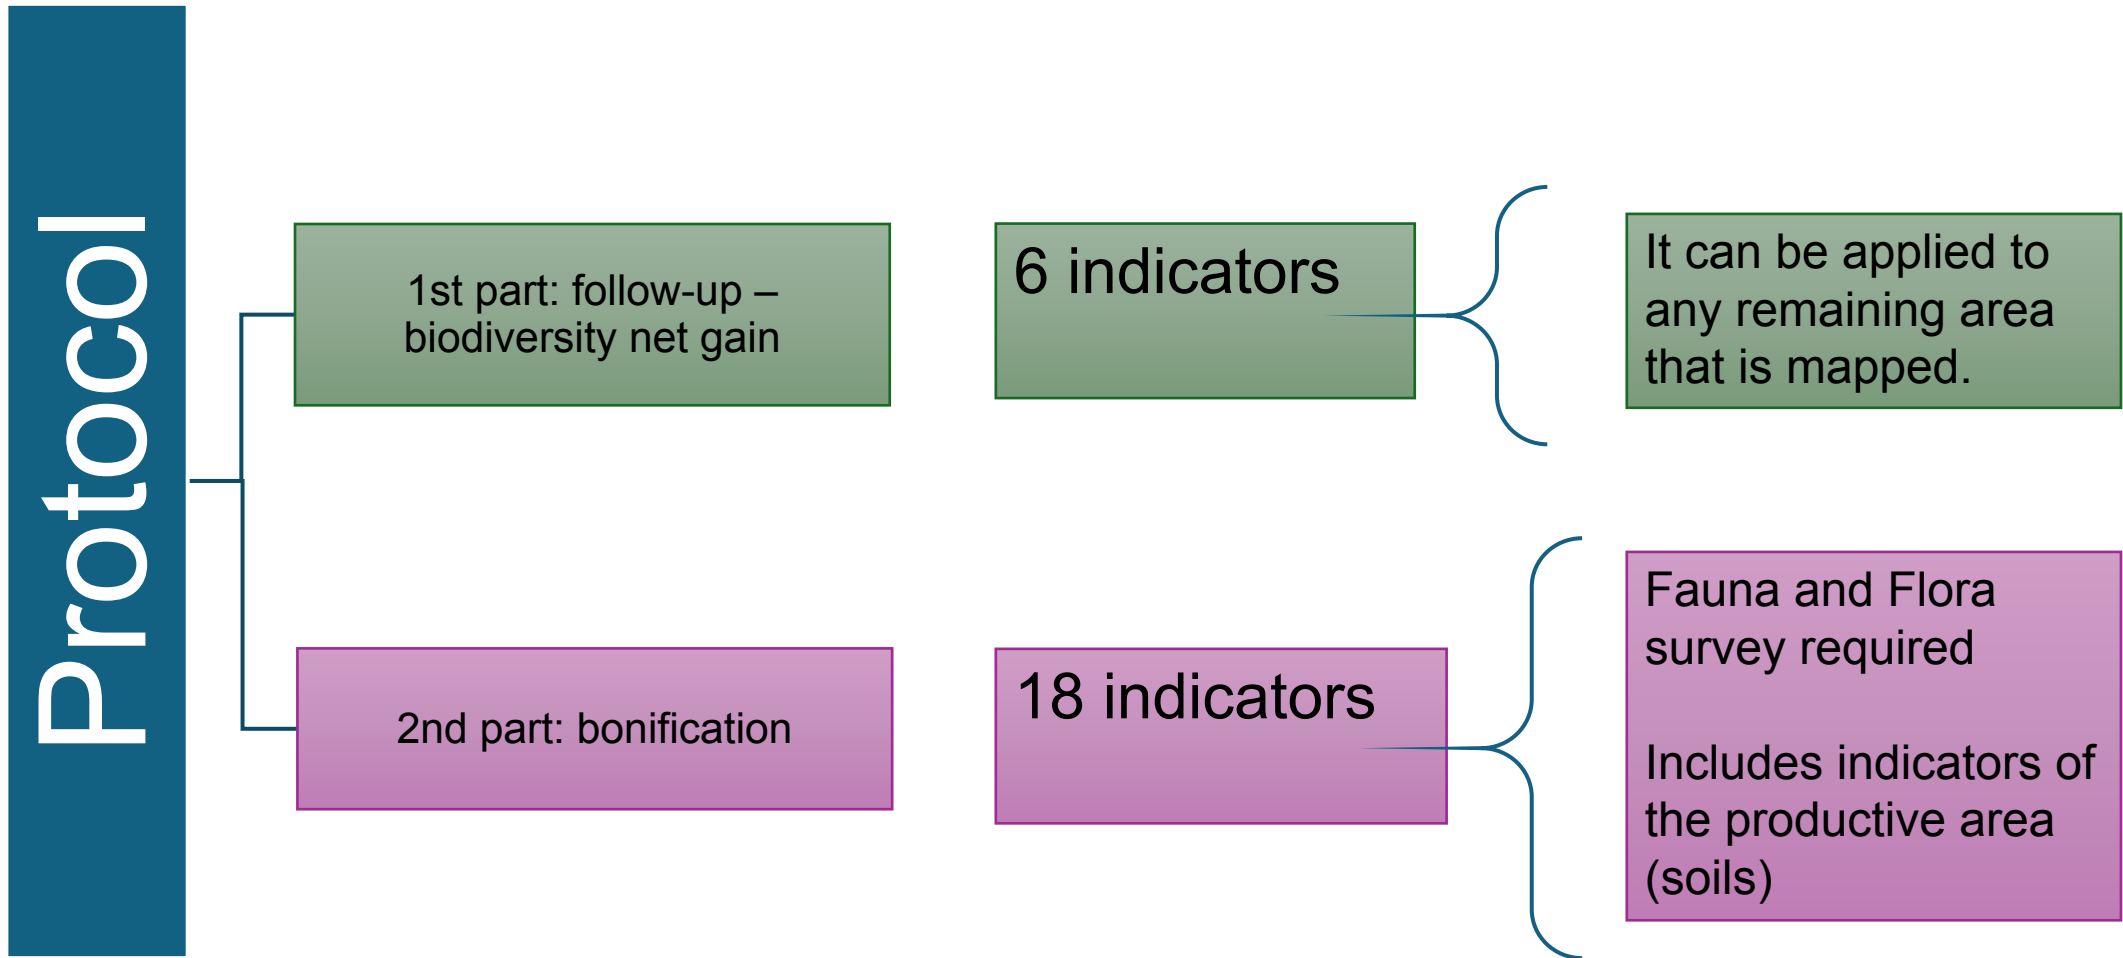 Protocol
1st part: follow-up –
biodiversity net gain
6 indicators
It can be applied to
any remaining area
that is mapped.
2nd part: bonification
18 indicators
Fauna and Flora
survey required
Includes indicators of
the productive area
(soils)